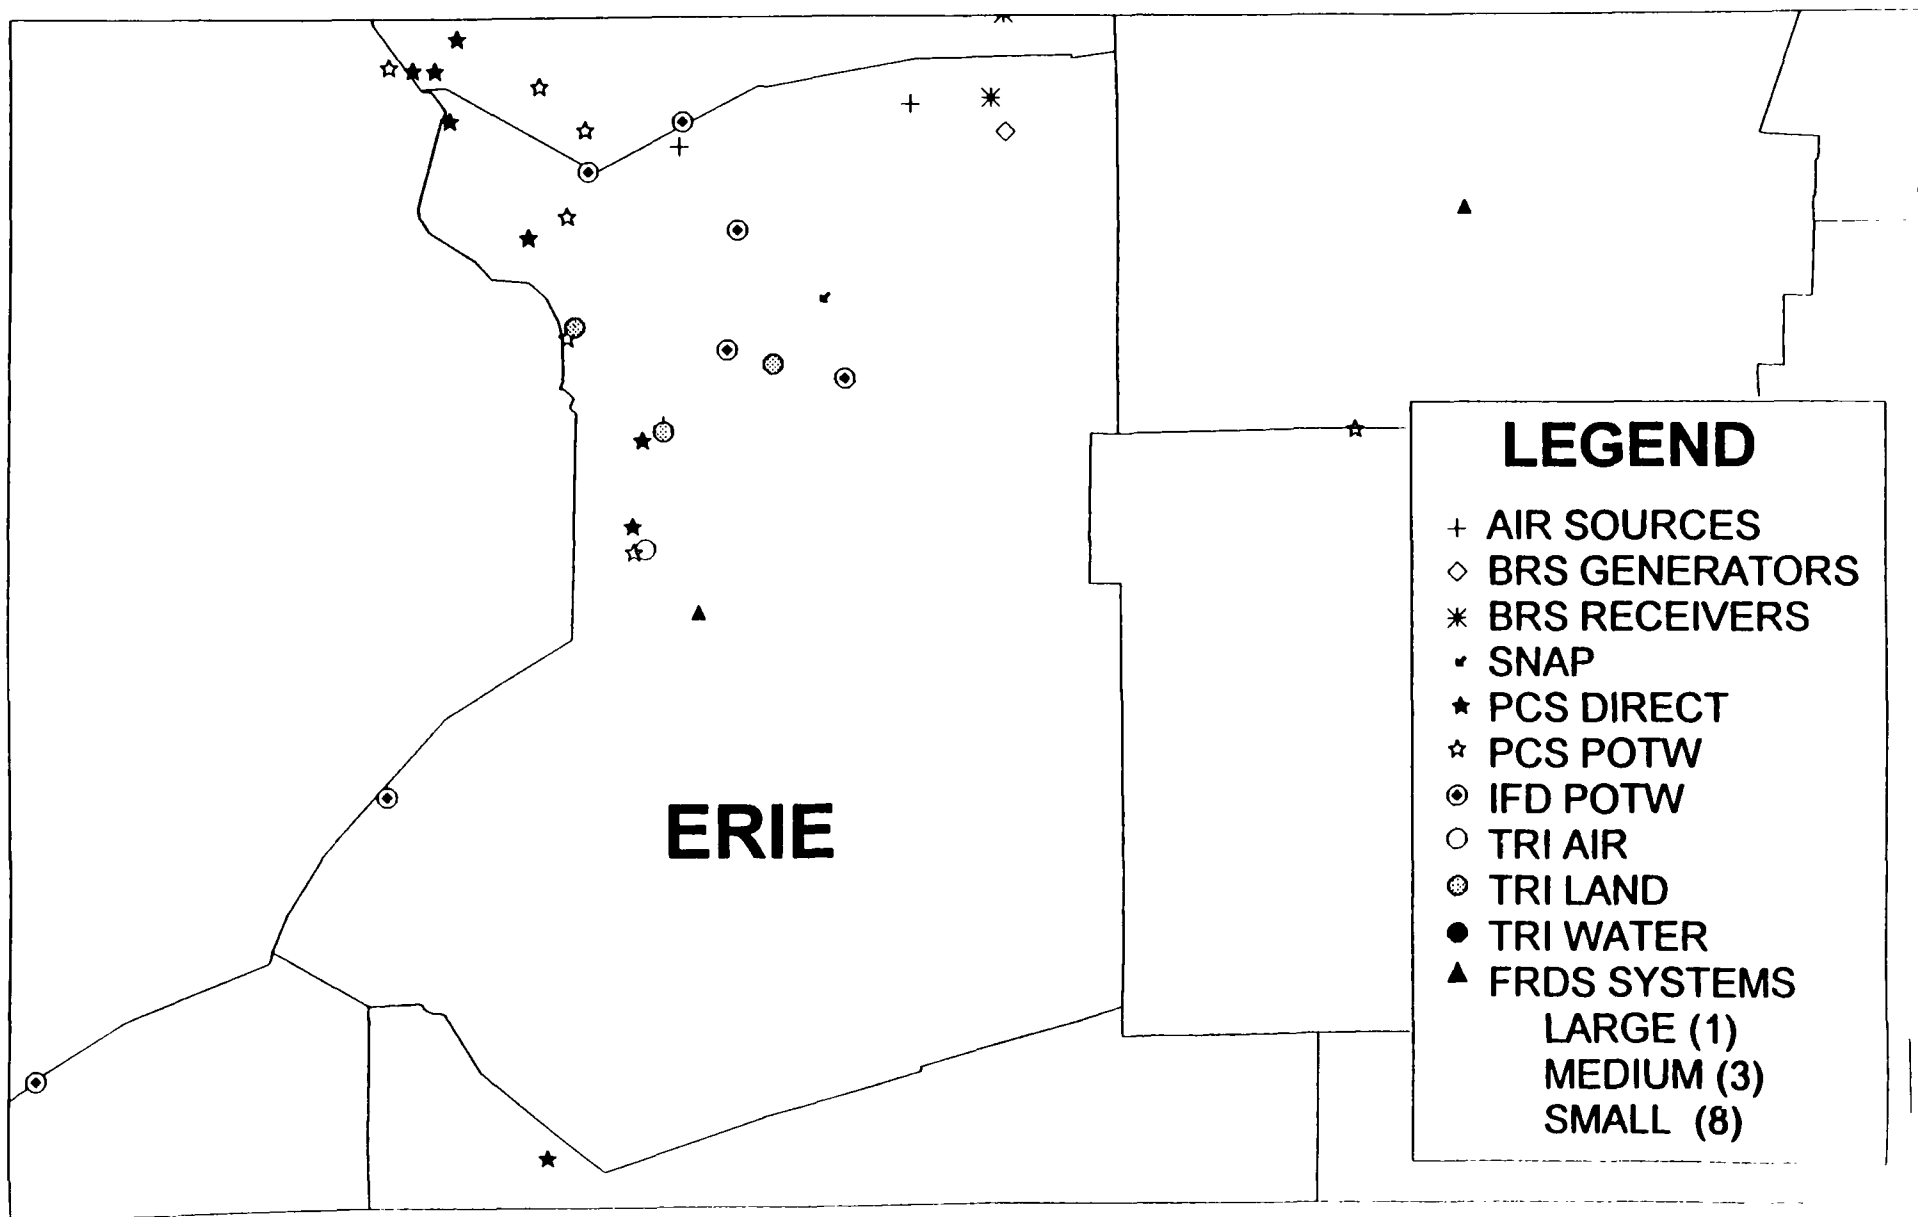 LEGEND
AIR SOURCES
BRS GENERATORS
BRS RECEIVERS
SNAP
PCS DIRECT
PCS POTW
IFD POTW
TRI AIR
TRI LAND
TRI WATER
FRDS SYSTEMS
LARGE (1)
MEDIUM (3)
SMALL (8)
ERIE